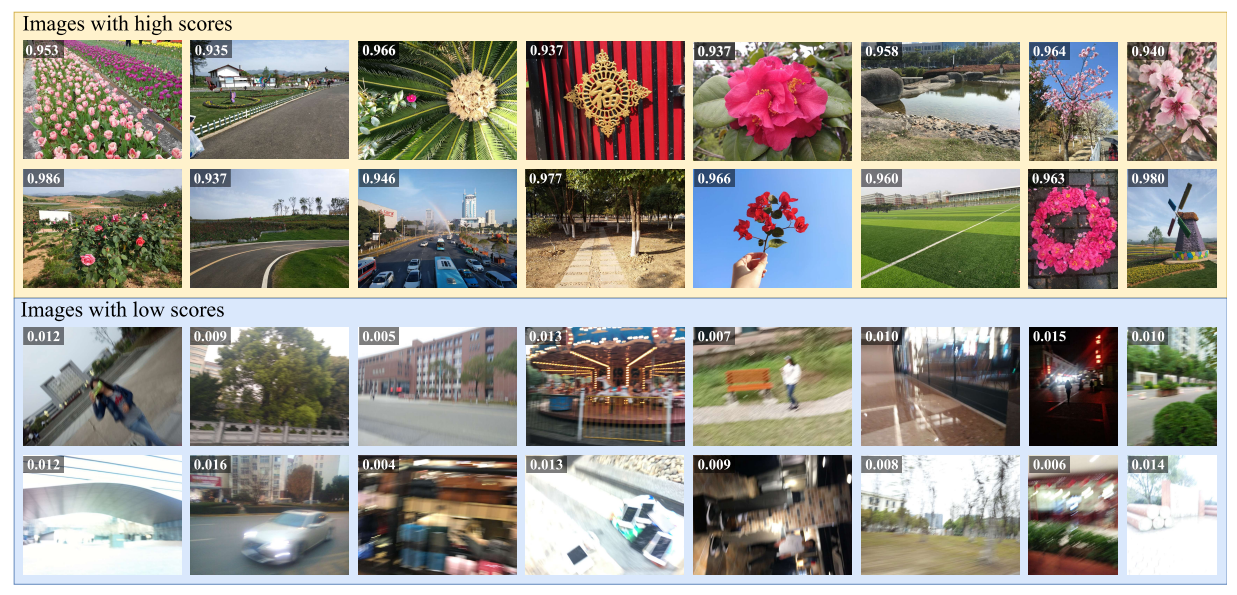 Images with high scores
0.953 0.935 0.966 0.937 0.937 0.958 0.964 0.940
福
0.986 0.937 0.946 0.977 0.966 0.960 0.963 0.980
Images with low scores
0.012 0.009 0.005 0.013 0.007 0.010 0.015 0.010
0.012 0.016 0.004 0.013 0.009 0.008 0.006 0.014